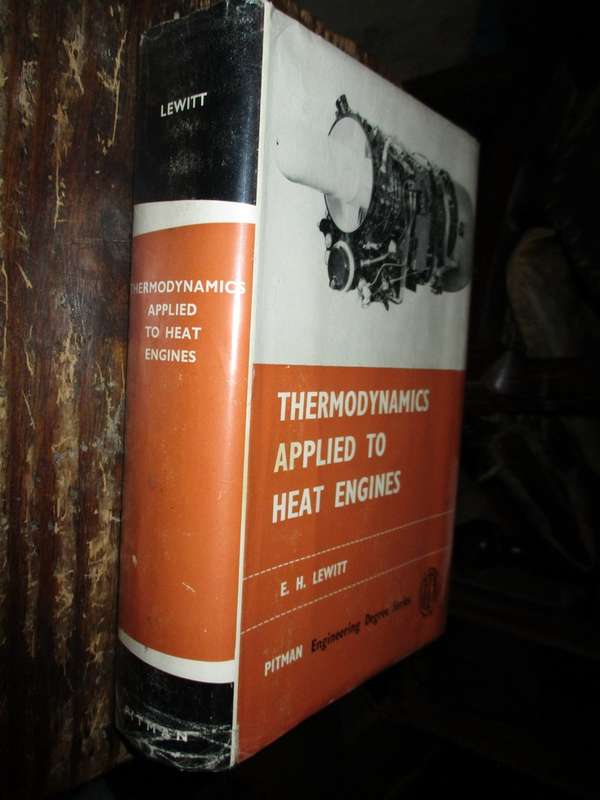 LEWITT
THERMODYNAMICS
APPLIED
TO HEAT
ENGINES
PITMAN
THERMODYNAMICS
APPLIED TO
HEAT ENGINES
E. H. LEWITT
PITMAN Engineering Degree Series